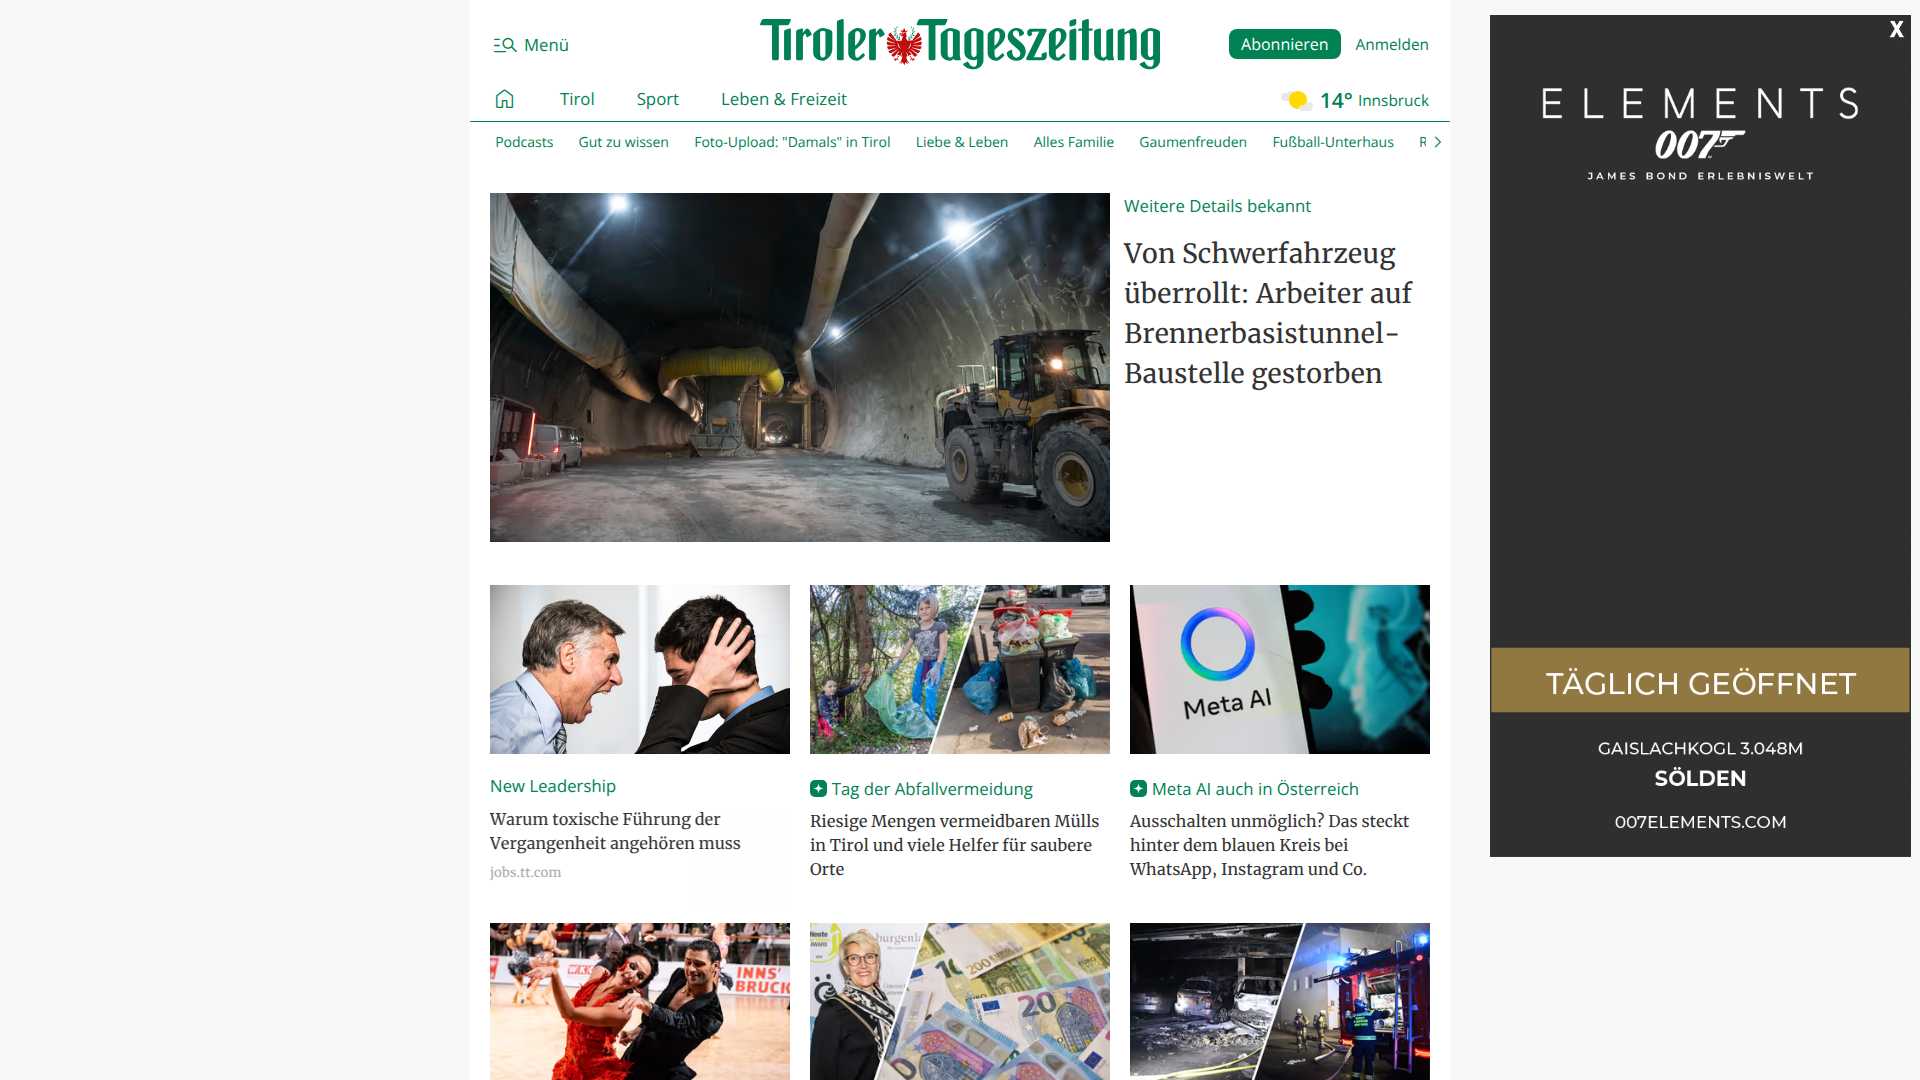 Menü
Tiroler Tageszeitung
Abonnieren
Anmelden
Tirol
Sport
Leben & Freizeit
14° Innsbruck
Podcasts
Gut zu wissen
Foto-Upload: "Damals" in Tirol
Liebe & Leben
Alles Familie
Gaumenfreuden
Fußball-Unterhaus
Weitere Details bekannt
Von Schwerfahrzeug
überrollt: Arbeiter auf
Brennerbasistunnel-
Baustelle gestorben
New Leadership
Warum toxische Führung der
Vergangenheit angehören muss
jobs.tt.com
Tag der Abfallvermeidung
Riesige Mengen vermeidbaren Mülls
in Tirol und viele Helfer für saubere
Orte
Meta AI
Meta AI auch in Österreich
Ausschalten unmöglich? Das steckt
hinter dem blauen Kreis bei
WhatsApp, Instagram und Co.
INNS'
BRUCK
200
20
X
ELEMENTS
007
JAMES BOND ERLEBNISWELT
TÄGLICH GEÖFFNET
GAISLACHKOGL 3.048M
SÖLDEN
007ELEMENTS.COM